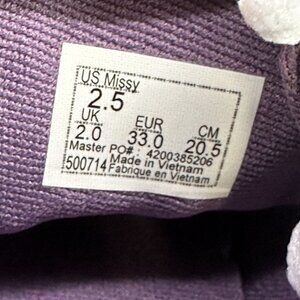 US Missy
2.5
UK EUR CM
2.0 33.0 20.5
Master PO# : 4200385206
500714 Made in Vietnam
Fabrique en Vietnam